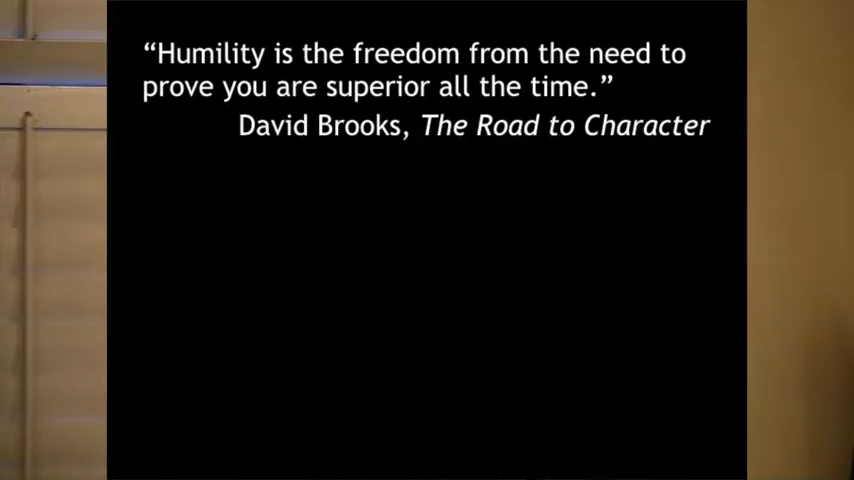 “Humility is the freedom from the need to
prove you are superior all the time.”
David Brooks, The Road to Character